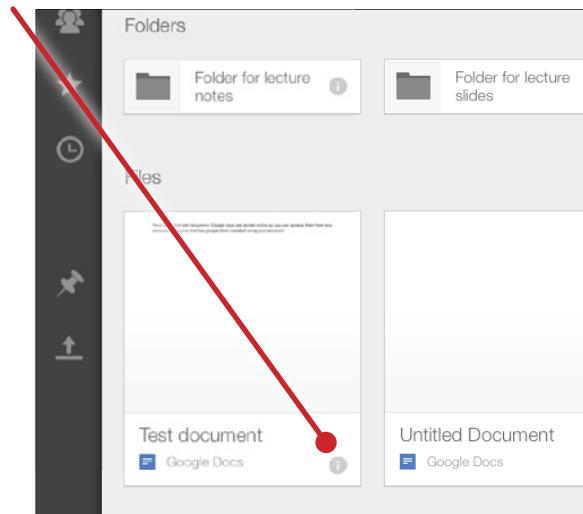 Folders
Folder for lecture
notes
Folder for lecture
slides
Files
Test document
Google Docs
Untitled Document
Google Docs